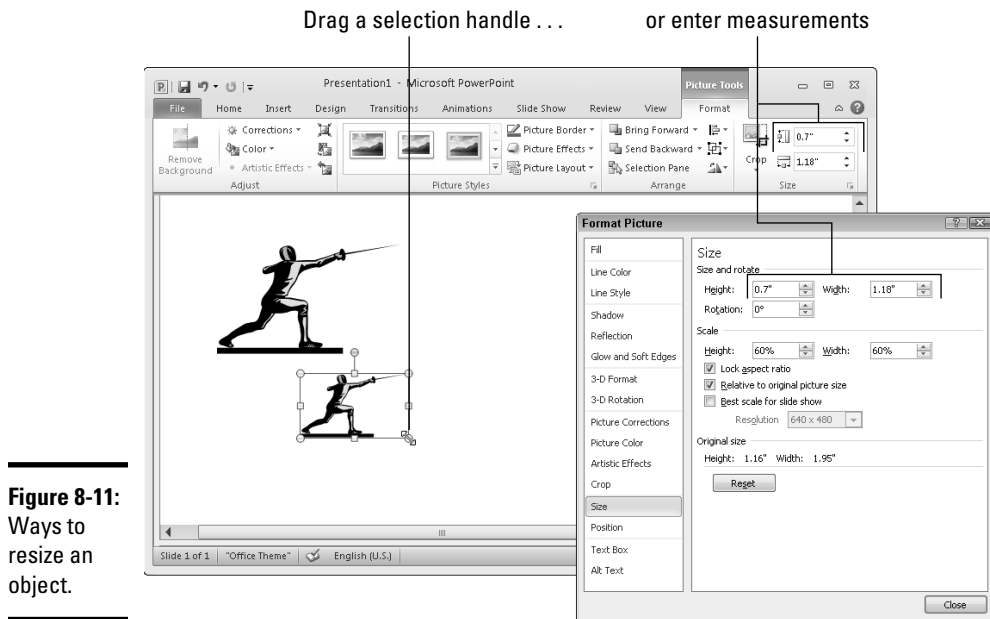 Drag a selection handle . . . or enter measurements
Presentation1 - Microsoft PowerPoint Picture Tools
File Home Insert Design Transitions Animations Slide Show Review View Format
Remove Background
Corrections
Color
Artistic Effects
Adjust
Picture Styles
Picture Border
Picture Effects
Picture Layout
Bring Forward
Send Backward
Selection Pane
Arrange
Crop
0.7"
1.18"
Size
Format Picture
Fill
Line Color
Line Style
Shadow
Reflection
Glow and Soft Edges
3-D Format
3-D Rotation
Picture Corrections
Picture Color
Artistic Effects
Crop
Size
Position
Text Box
Alt Text
Size
Size and rotate
Height: 0.7" Width: 1.18"
Rotation: 0°
Scale
Height: 60% Width: 60%
Lock aspect ratio
Relative to original picture size
Best scale for slide show
Resolution 640 x 480
Original size
Height: 1.16" Width: 1.95"
Reset
Close
Slide 1 of 1 "Office Theme" English (U.S.)
Figure 8-11:
Ways to
resize an
object.